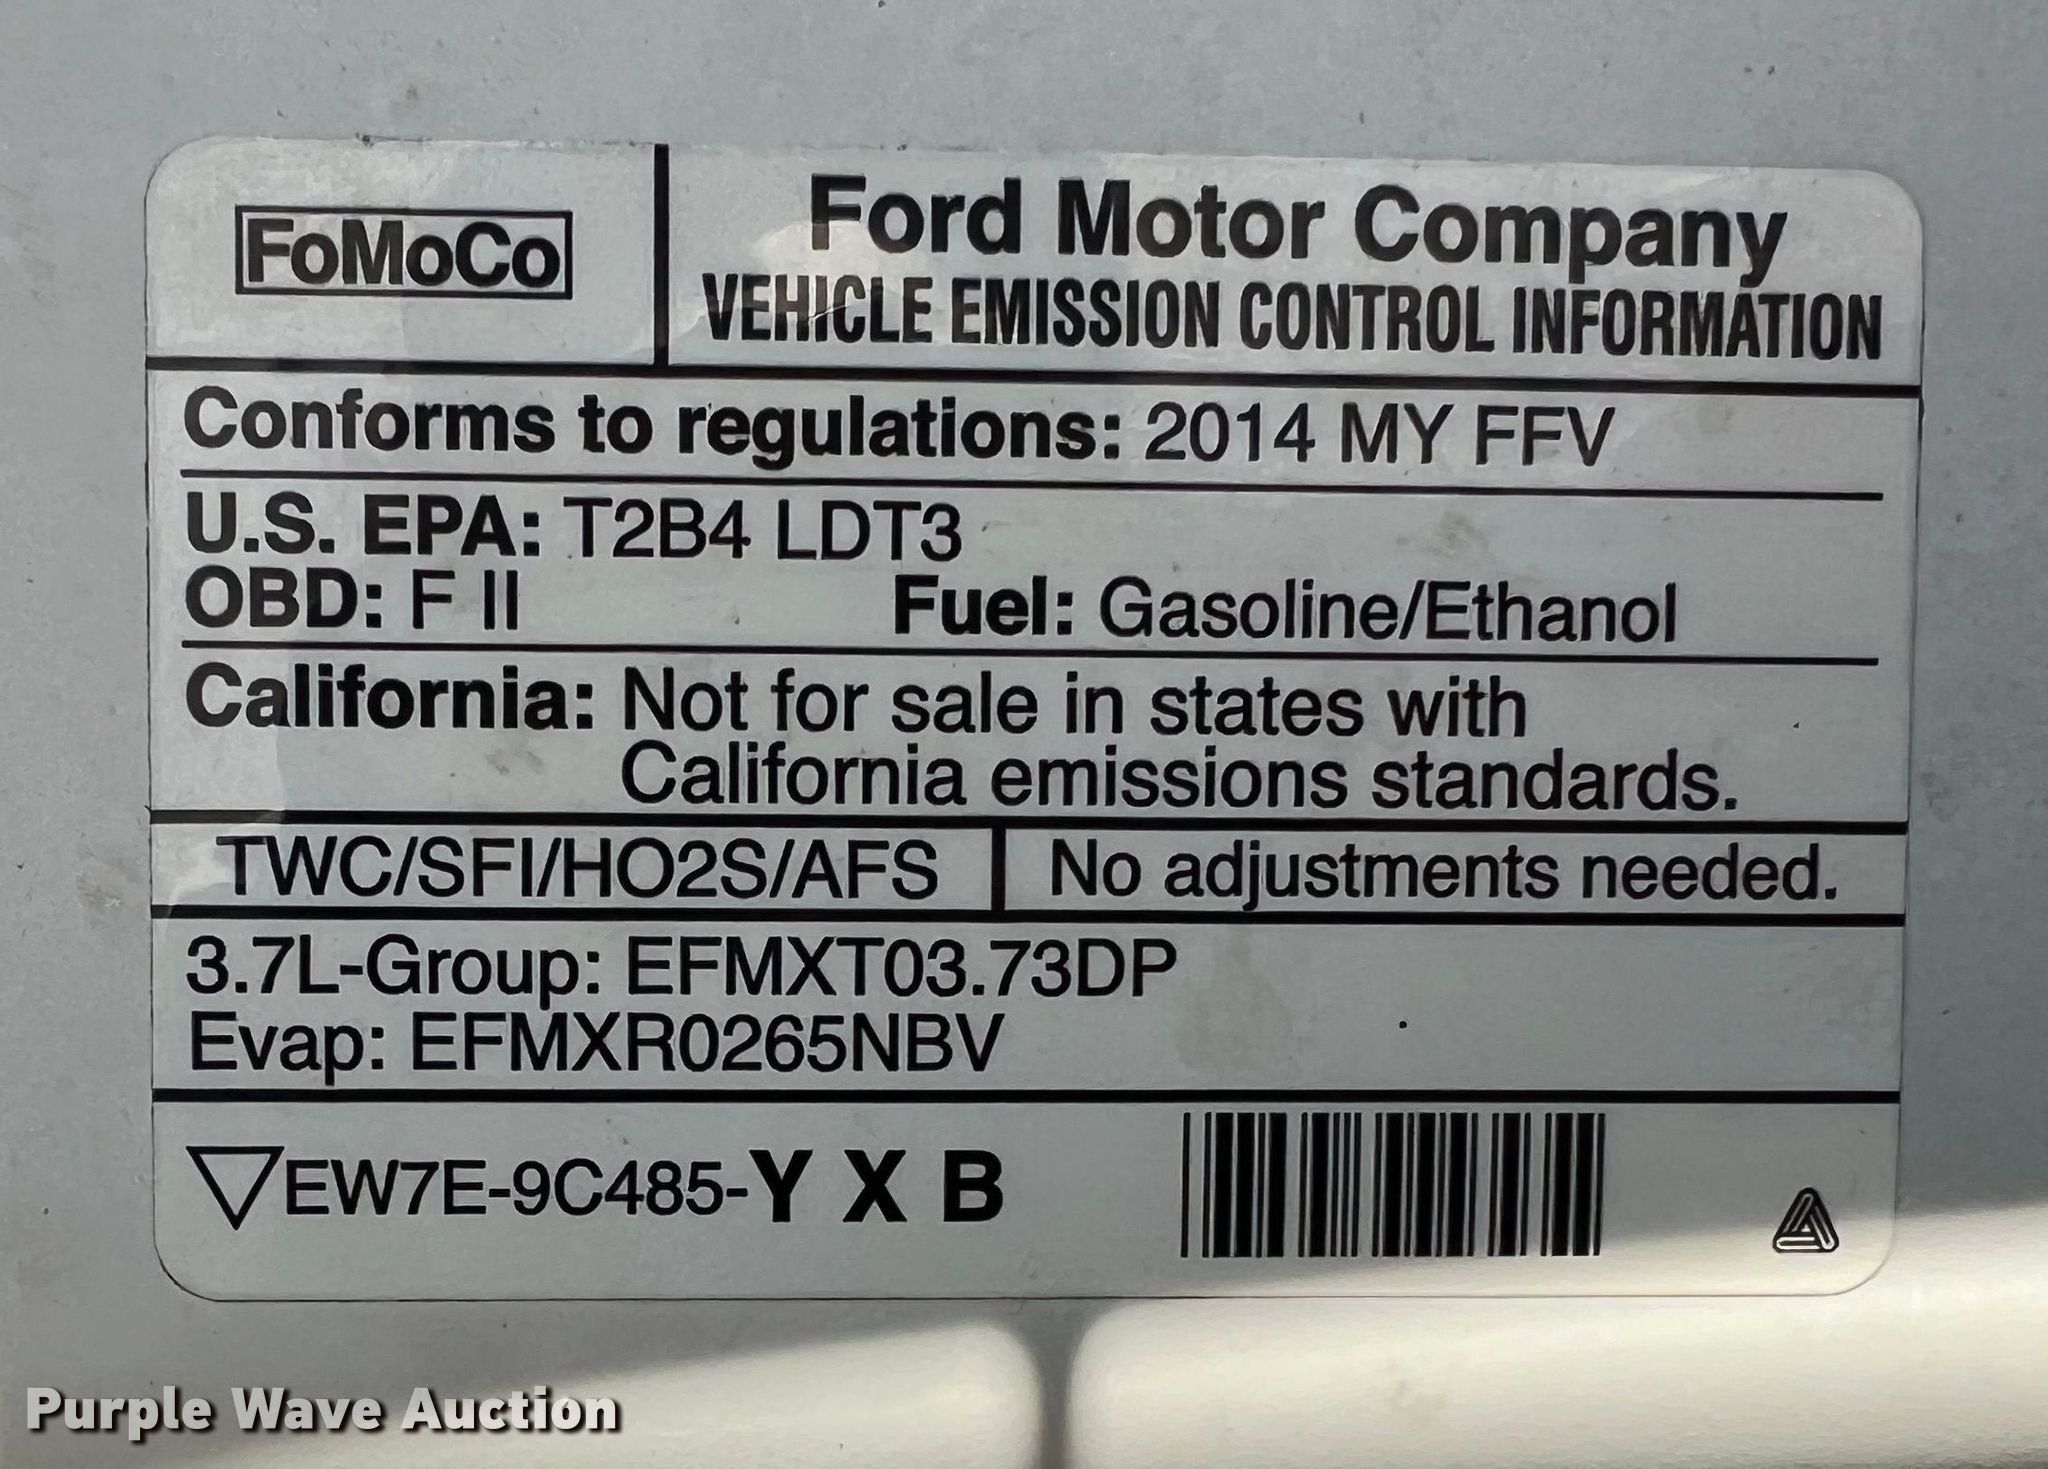 FoMoCo
Ford Motor Company
VEHICLE EMISSION CONTROL INFORMATION
Conforms to regulations: 2014 MY FFV
U.S. EPA: T2B4 LDT3
OBD: F II Fuel: Gasoline/Ethanol
California: Not for sale in states with
California emissions standards.
TWC/SFI/HO2S/AFS No adjustments needed.
3.7L-Group: EFMXT03.73DP
Evap: EFMXR0265NBV
EW7E-9C485-Y X B
Purple Wave Auction